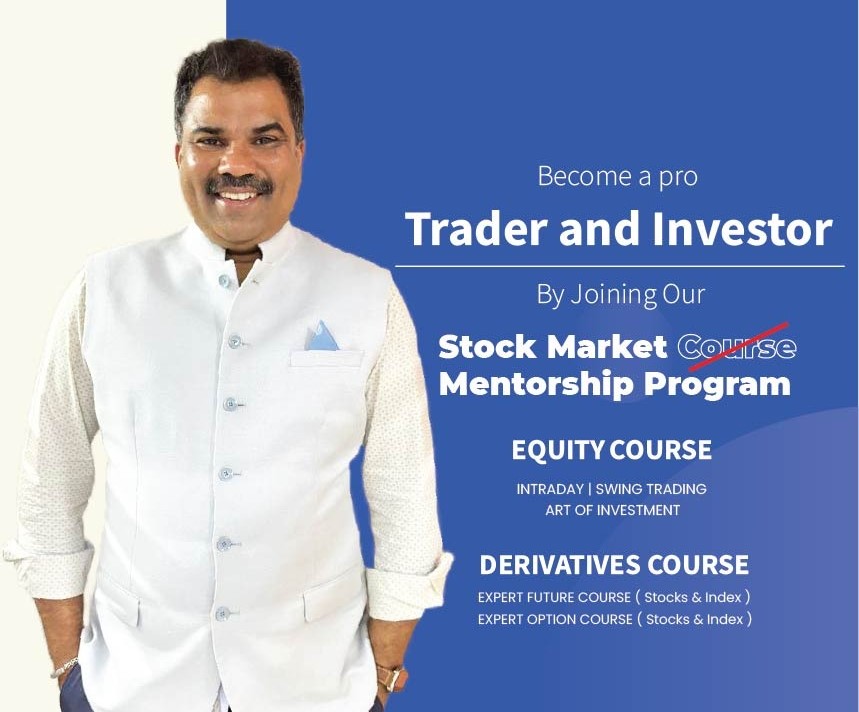 Become a pro
Trader and Investor
By Joining Our
Stock Market Course
Mentorship Program
EQUITY COURSE
INTRADAY | SWING TRADING
ART OF INVESTMENT
DERIVATIVES COURSE
EXPERT FUTURE COURSE ( Stocks & Index )
EXPERT OPTION COURSE ( Stocks & Index )